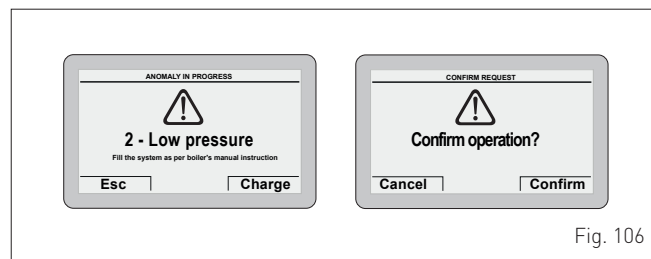 ANOMALY IN PROGRESS
2 - Low pressure
Fill the system as per boiler's manual instruction
Esc
Charge
CONFIRM REQUEST
Confirm operation?
Cancel
Confirm
Fig. 106